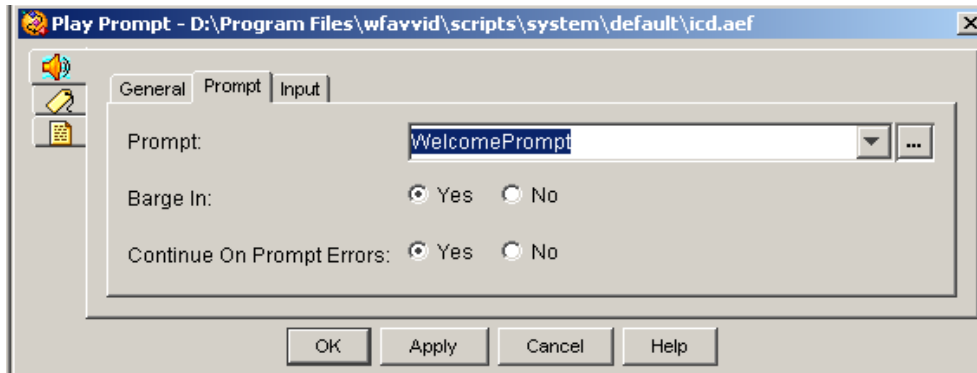 Play Prompt - D:\Program Files\wfavvid\scripts\system\default\icd.aef
General Prompt Input
Prompt: WelcomePrompt ...
Barge In: Yes No
Continue On Prompt Errors: Yes No
OK Apply Cancel Help